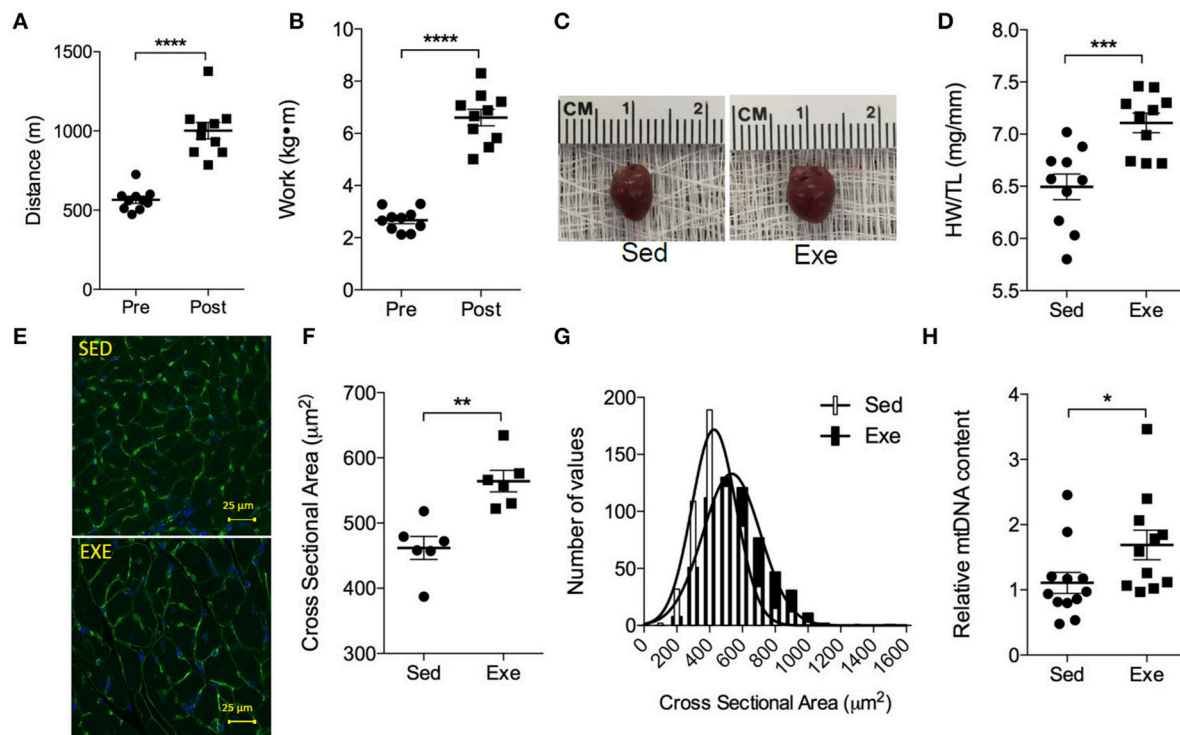 A
Distance (m)
1500
1000
500
0
****
Pre Post
B
Work (kg•m)
10
8
6
4
2
0
****
Pre Post
C
CM 1 2
CM 1 2
Sed Exe
D
HW/TL (mg/mm)
8.0
7.5
7.0
6.5
6.0
5.5
***
Sed Exe
E
SED
25 µm
EXE
25 µm
F
Cross Sectional Area (µm²)
700
600
500
400
300
**
Sed Exe
G
Number of values
200
150
100
50
0
Sed
Exe
0 200 400 600 800 1000 1200 1400 1600
Cross Sectional Area (µm²)
H
Relative mtDNA content
4
3
2
1
0
*
Sed Exe